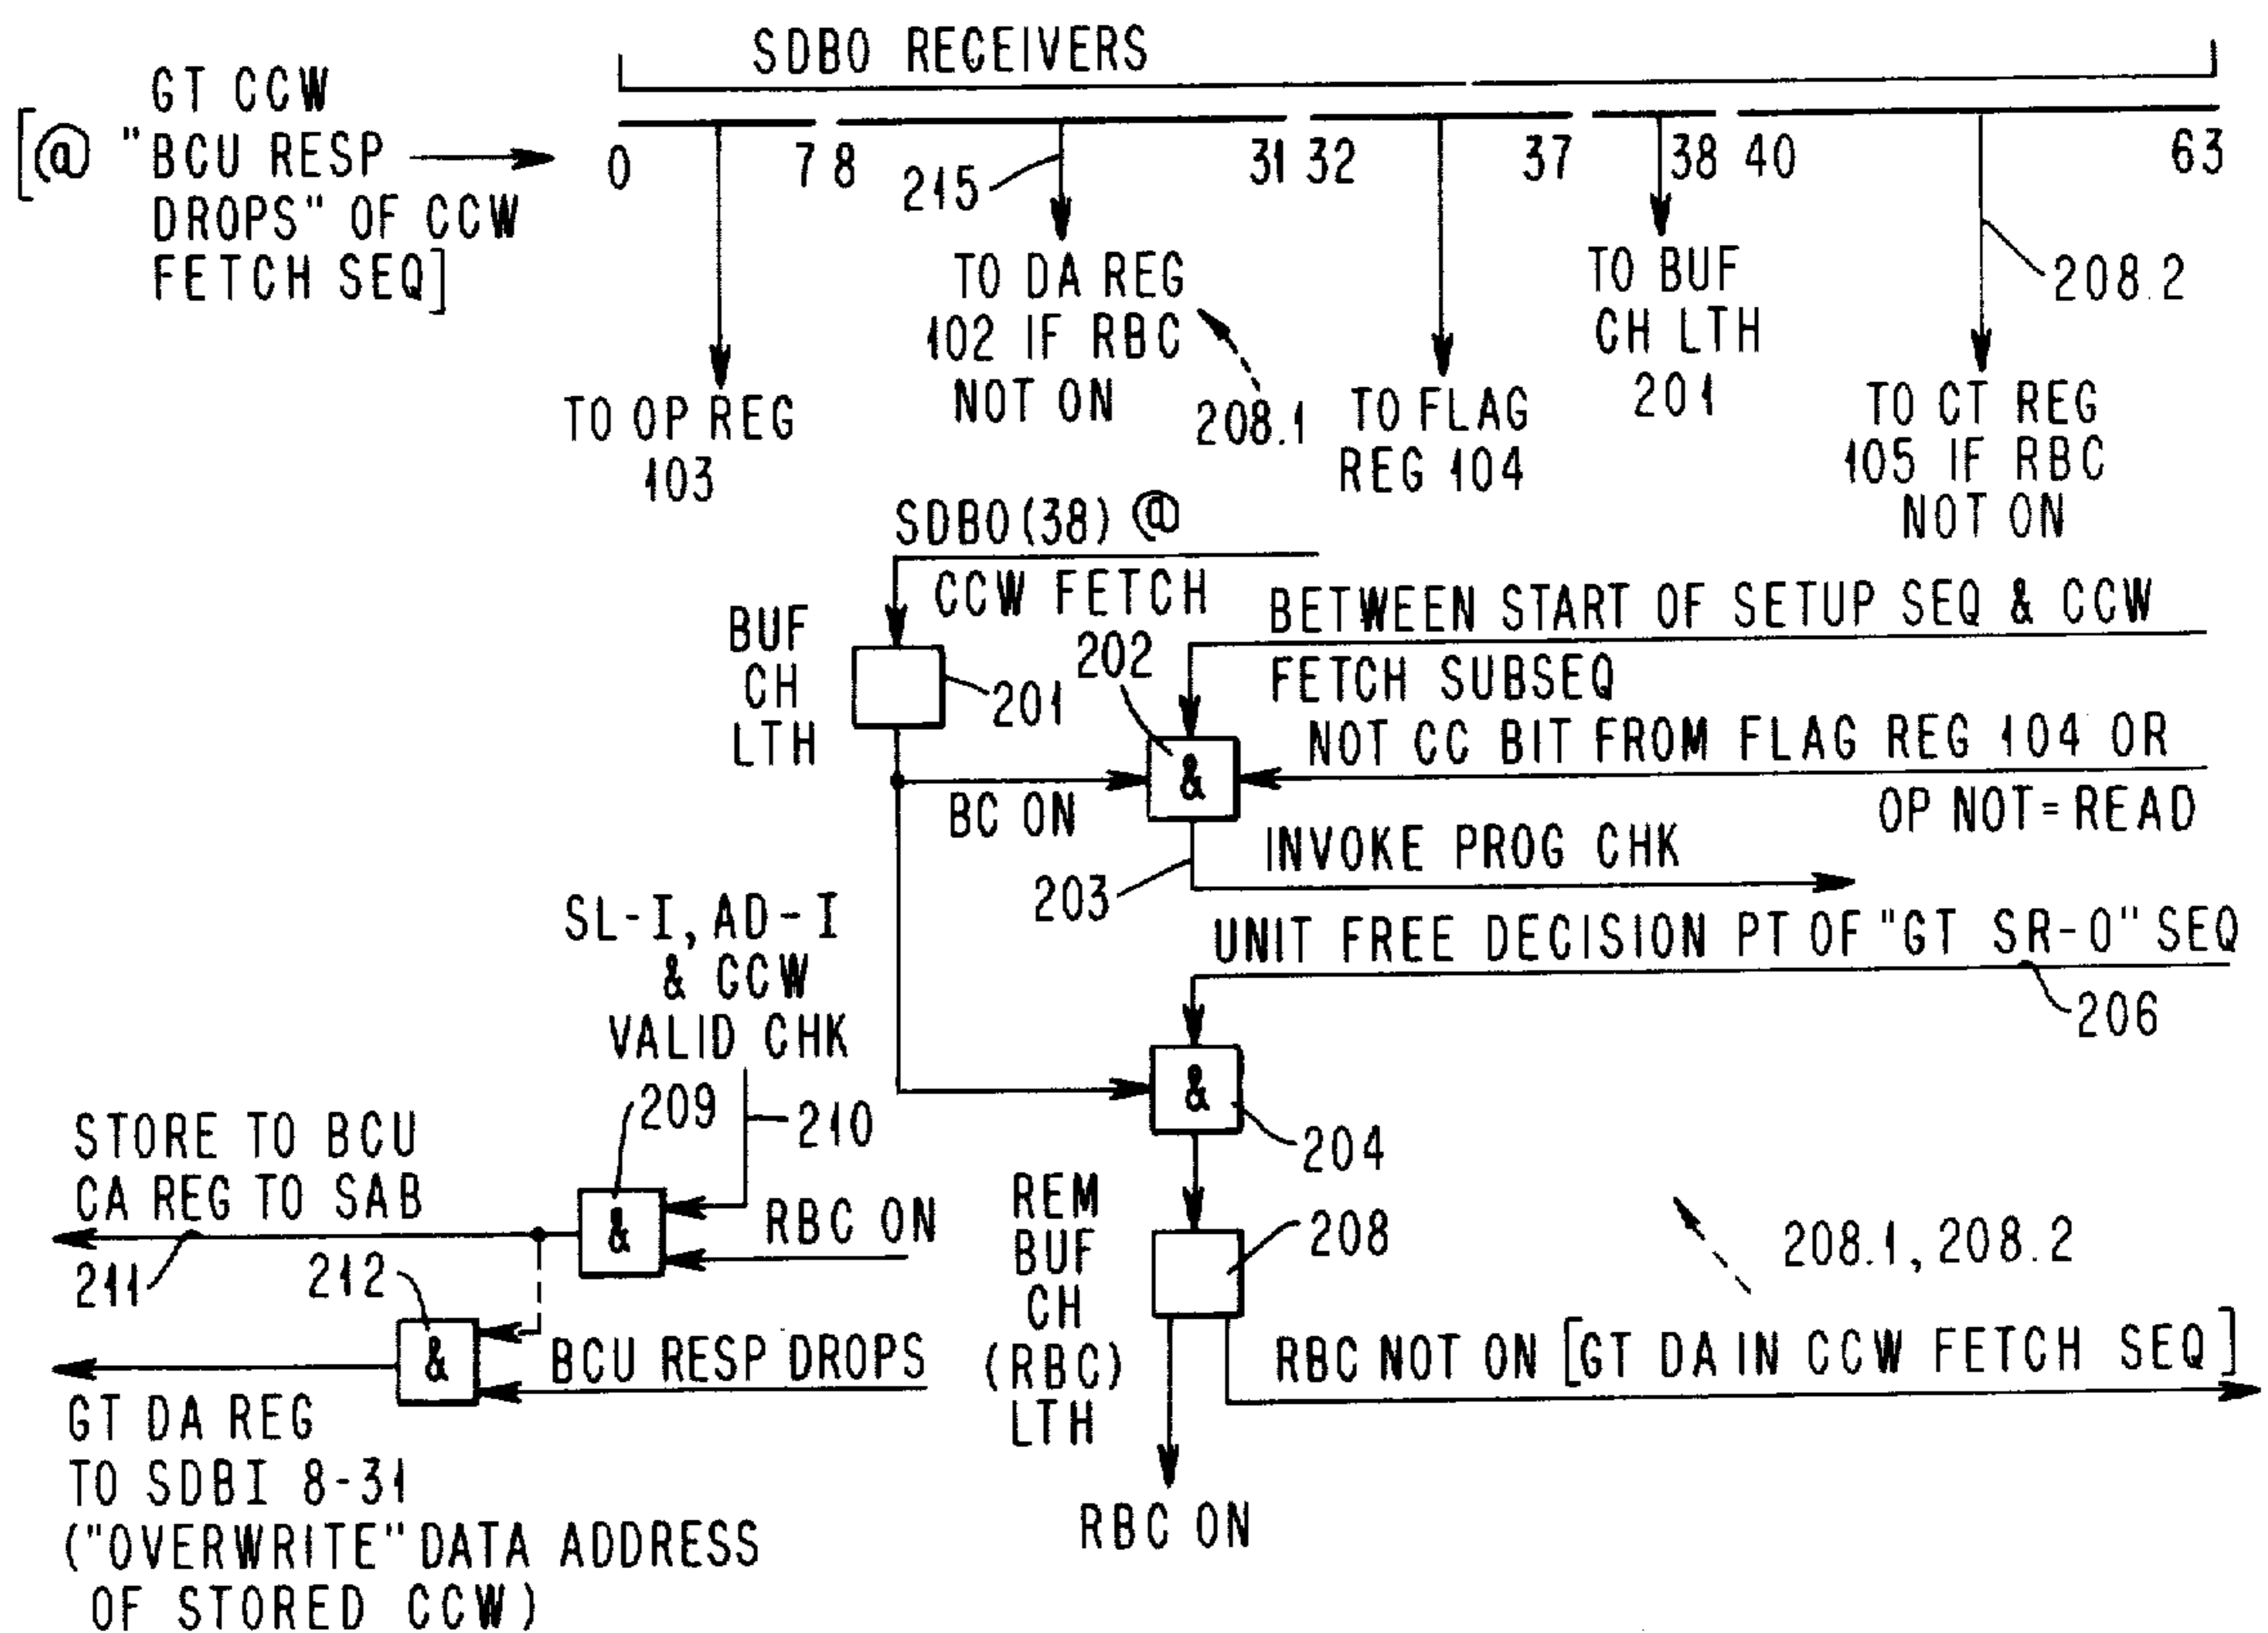 SDBO RECEIVERS
GT CCW
[@ "BCU RESP
DROPS" OF CCW
FETCH SEQ]
0 7 8 31 32 37 38 40 63
215
TO DA REG
102 IF RBC
NOT ON
208.1
TO BUF
CH LTH
201
208.2
TO OP REG
103
TO FLAG
REG 104
TO CT REG
105 IF RBC
NOT ON
SDBO(38) @
CCW FETCH
BUF
CH
LTH
201
202
BETWEEN START OF SETUP SEQ & CCW
FETCH SUBSEQ
NOT CC BIT FROM FLAG REG 104 OR
OP NOT=READ
&
BC ON
INVOKE PROG CHK
203
UNIT FREE DECISION PT OF "GT SR-O" SEQ
206
SL-I, AD-I
& CCW
VALID CHK
209
210
&
204
STORE TO BCU
CA REG TO SAB
211
&
RBC ON
REM
BUF
CH
(RBC)
LTH
208
208.1, 208.2
212
&
BCU RESP DROPS
RBC NOT ON [GT DA IN CCW FETCH SEQ]
GT DA REG
TO SDBI 8-31
("OVERWRITE" DATA ADDRESS
OF STORED CCW)
RBC ON